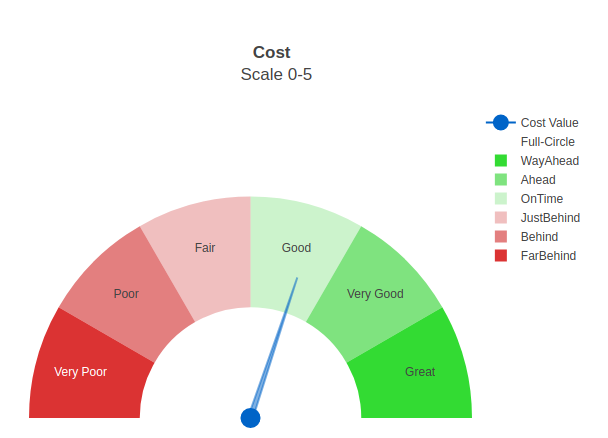 Cost
Scale 0-5
Cost Value
Full-Circle
WayAhead
Ahead
OnTime
JustBehind
Behind
FarBehind
Fair
Good
Poor
Very Good
Very Poor
Great